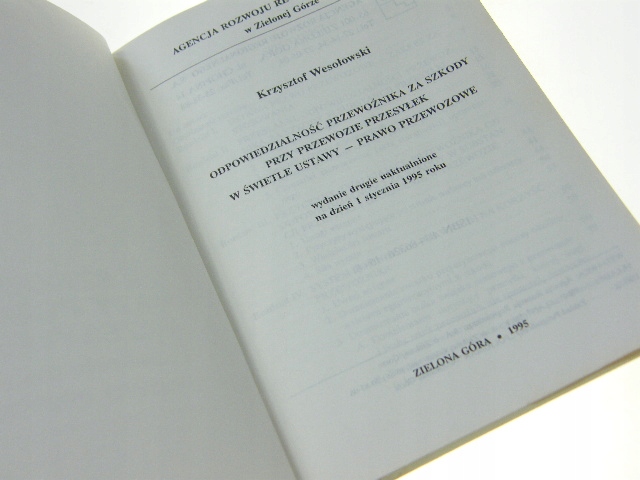 AGENCJA ROZWOJU RE
w Zielonej Górze
Krzysztof Wesołowski
ODPOWIEDZIALNOŚĆ PRZEWOŹNIKA ZA SZKODY
PRZY PRZEWOZIE PRZESYŁEK
W ŚWIETLE USTAWY – PRAWO PRZEWOZOWE
wydanie drugie uaktualnione
na dzień 1 stycznia 1995 roku
ZIELONA GÓRA • 1995